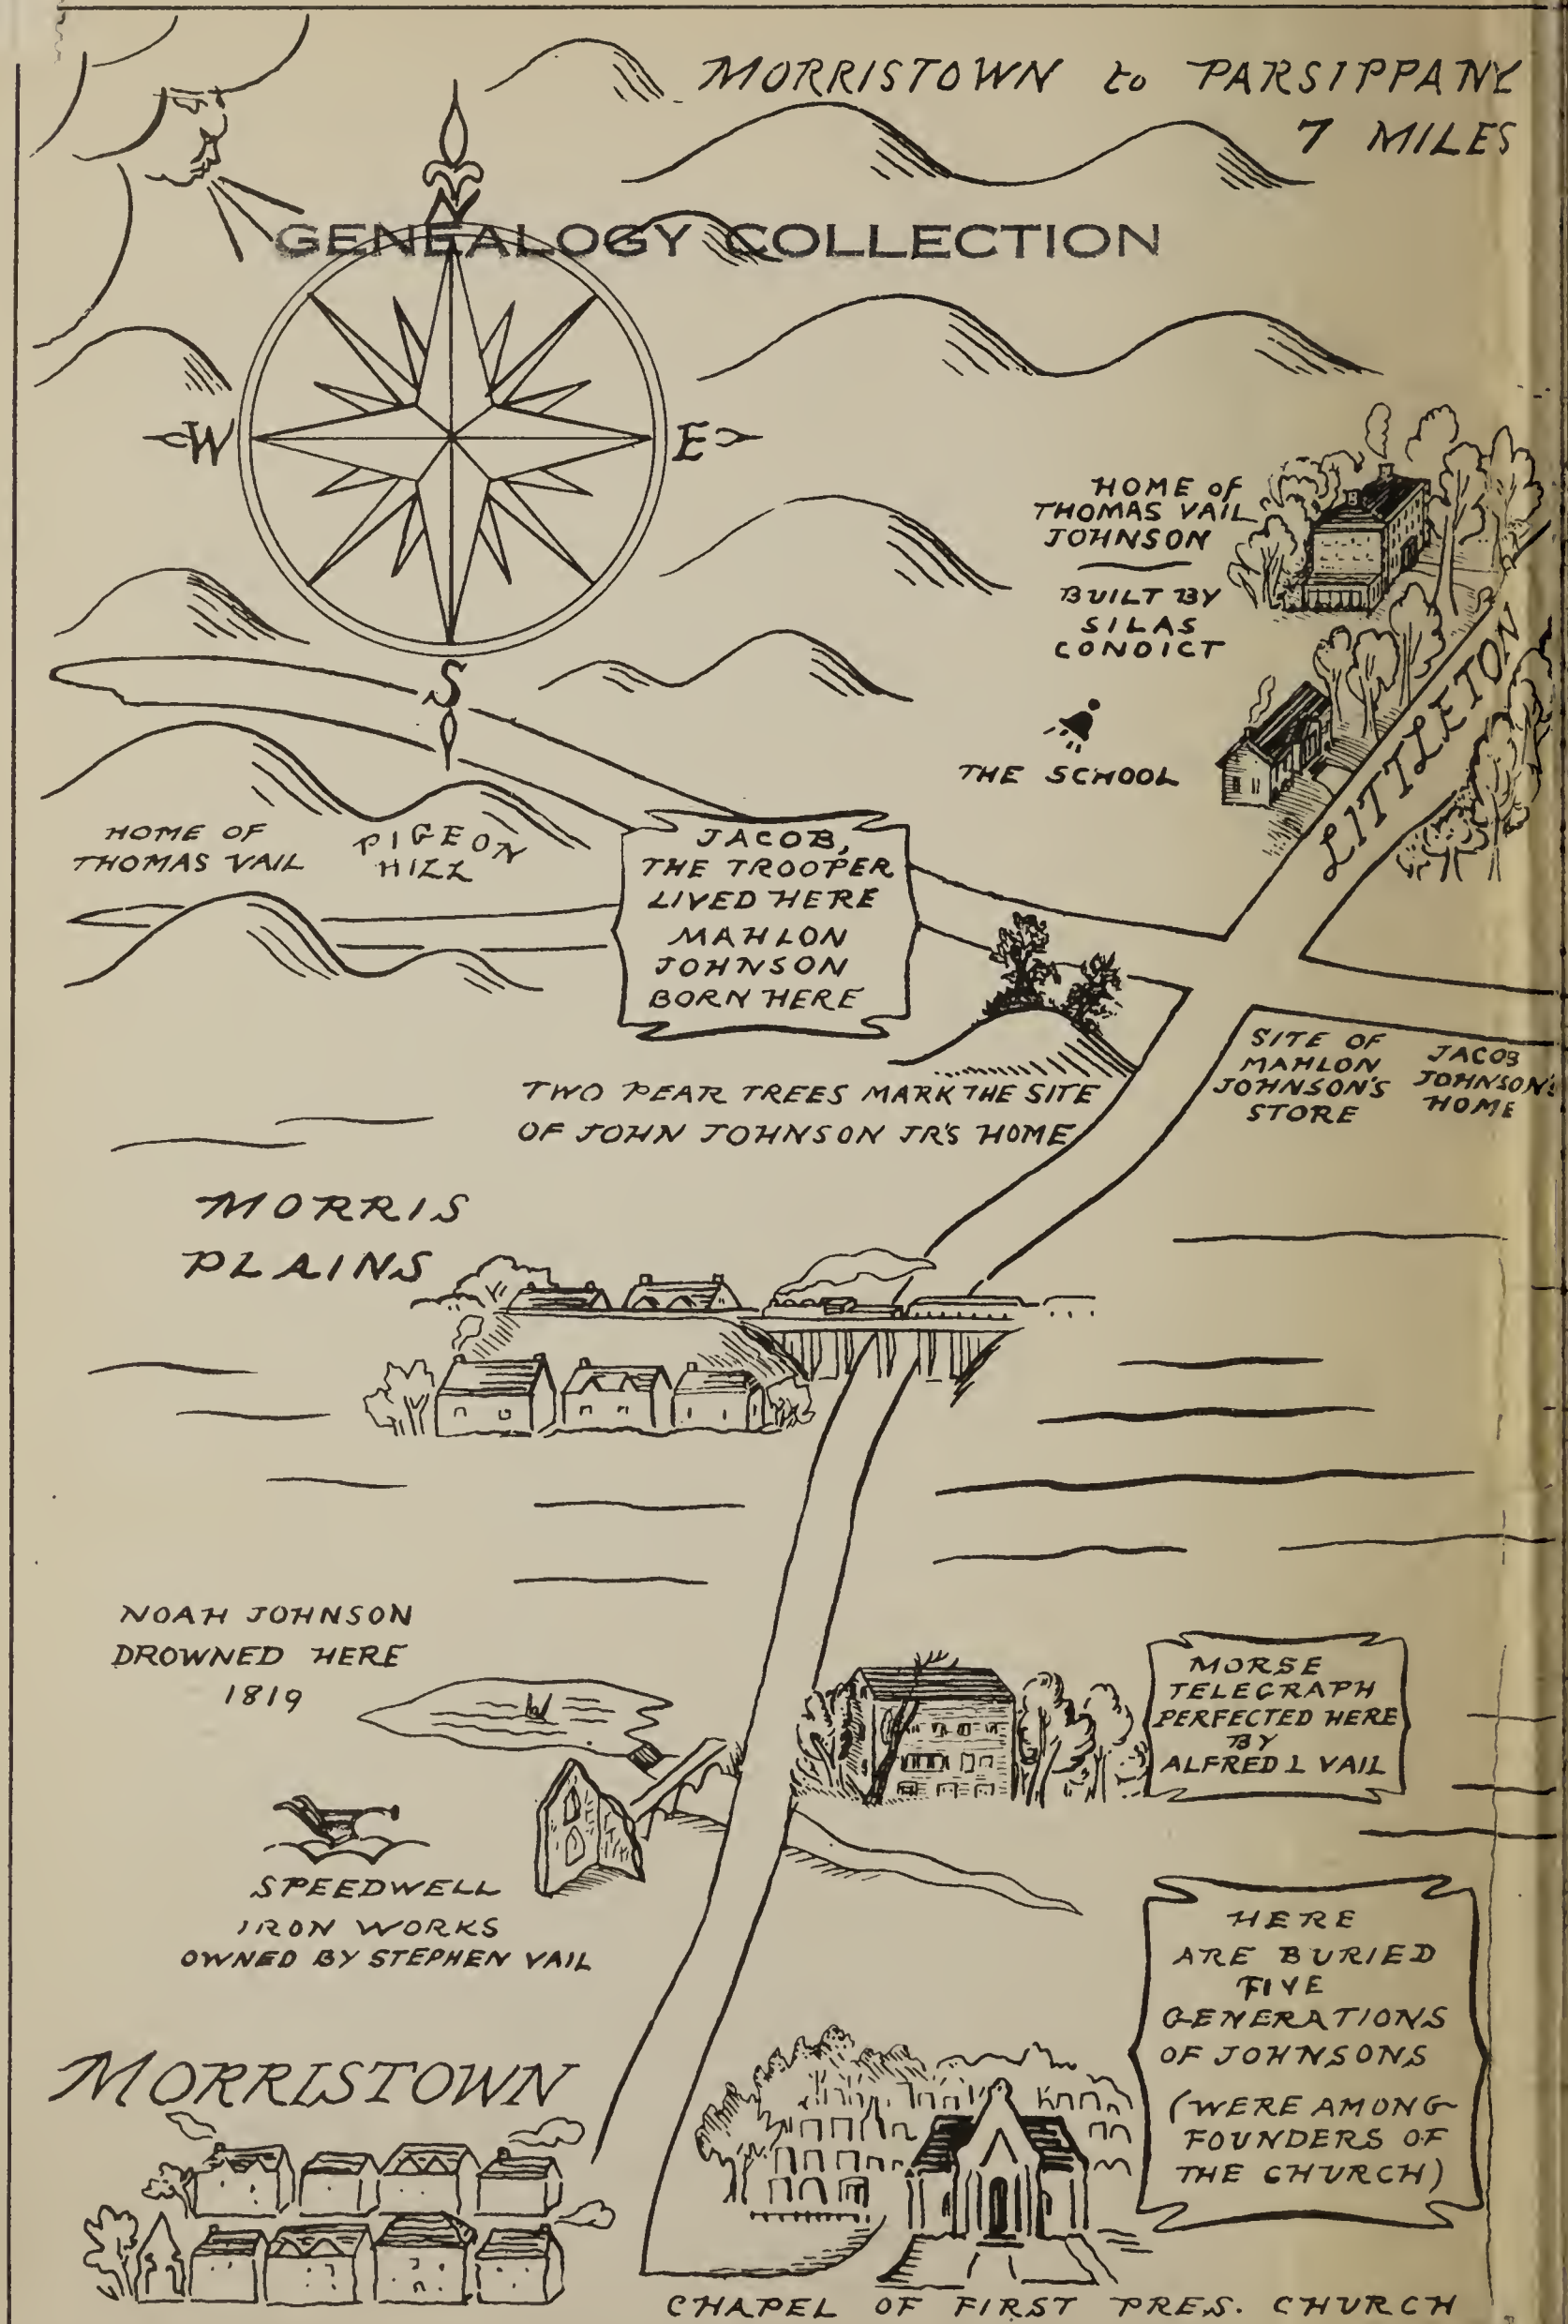 MORRISTOWN to PARSIPPANY
7 MILES
N
GENEALOGY COLLECTION
W
E
S
HOME OF
THOMAS VAIL
JOHNSON
BUILT BY
SILAS
CONDICT
THE SCHOOL
LITTLETON
HOME OF
THOMAS VAIL
PIGEON
HILL
JACOB,
THE TROOPER
LIVED HERE
MAHLON
JOHNSON
BORN HERE
SITE OF
MAHLON
JOHNSON'S
STORE
JACOB
JOHNSON'S
HOME
TWO PEAR TREES MARK THE SITE
OF JOHN JOHNSON JR'S HOME
MORRIS
PLAINS
NOAH JOHNSON
DROWNED HERE
1819
MORSE
TELEGRAPH
PERFECTED HERE
BY
ALFRED L VAIL
SPEEDWELL
IRON WORKS
OWNED BY STEPHEN VAIL
HERE
ARE BURIED
FIVE
GENERATIONS
OF JOHNSONS
(WERE AMONG
FOUNDERS OF
THE CHURCH)
MORRISTOWN
CHAPEL OF FIRST PRES. CHURCH